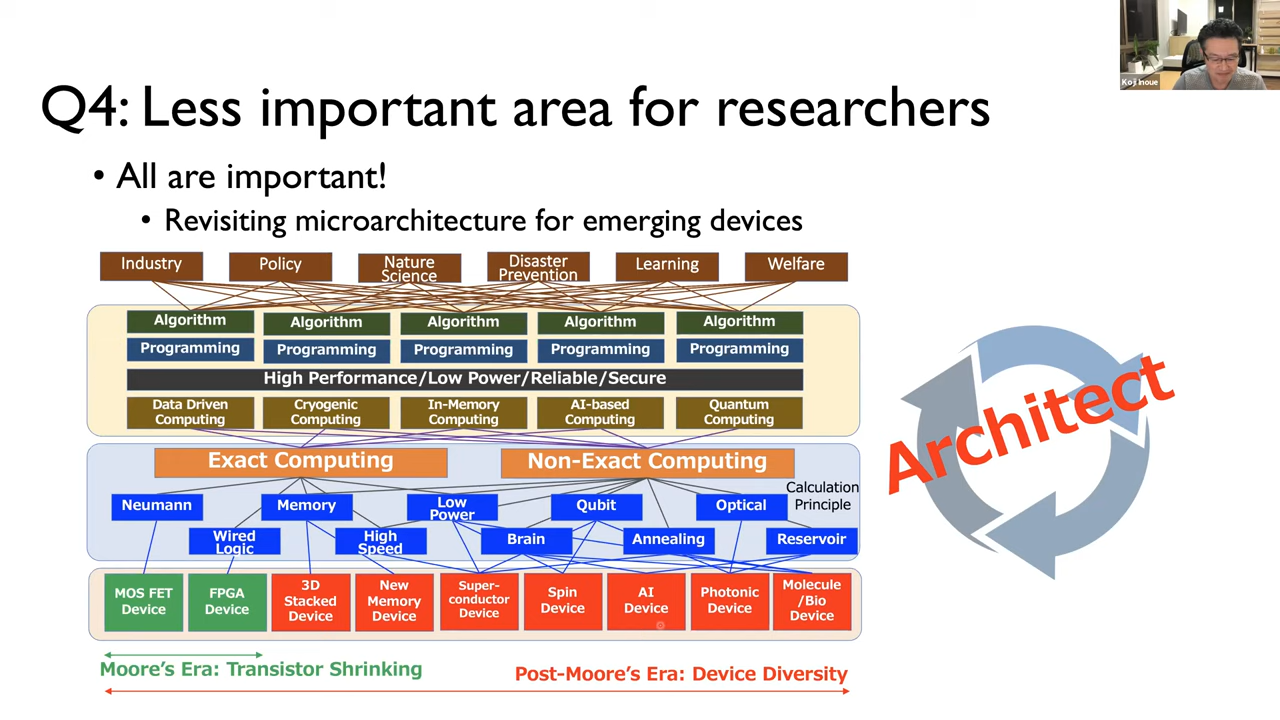 Koji Inoue
Q4: Less important area for researchers
• All are important!
• Revisiting microarchitecture for emerging devices
Industry
Policy
Nature
Science
Disaster
Prevention
Learning
Welfare
Algorithm
Algorithm
Algorithm
Algorithm
Algorithm
Programming
Programming
Programming
Programming
Programming
High Performance/Low Power/Reliable/Secure
Data Driven
Computing
Cryogenic
Computing
In-Memory
Computing
AI-based
Computing
Quantum
Computing
Exact Computing
Non-Exact Computing
Calculation
Principle
Neumann
Memory
Low
Power
Qubit
Optical
Wired
Logic
High
Speed
Brain
Annealing
Reservoir
MOS FET
Device
FPGA
Device
3D
Stacked
Device
New
Memory
Device
Super-
conductor
Device
Spin
Device
AI
Device
Photonic
Device
Molecule
/Bio
Device
Moore's Era: Transistor Shrinking
Post-Moore's Era: Device Diversity
Architect